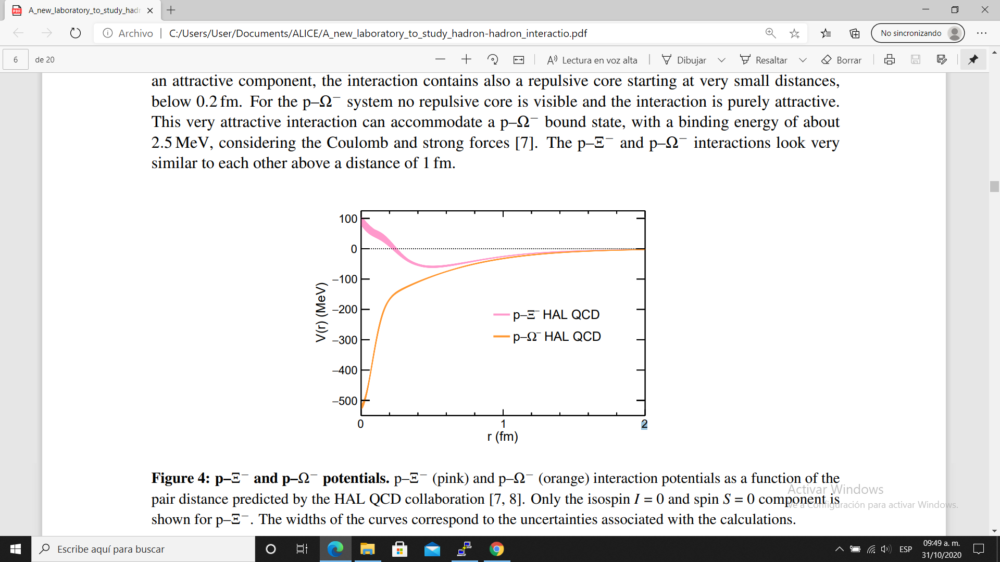 A_new_laboratory_to_study_hadr
Archivo
C:/Users/User/Documents/ALICE/A_new_laboratory_to_study_hadron-hadron_interactio.pdf
No sincronizando
6 de 20
Lectura en voz alta
Dibujar
Resaltar
Borrar
an attractive component, the interaction contains also a repulsive core starting at very small distances,
below 0.2 fm. For the p–Ω− system no repulsive core is visible and the interaction is purely attractive.
This very attractive interaction can accommodate a p–Ω− bound state, with a binding energy of about
2.5 MeV, considering the Coulomb and strong forces [7]. The p–Ξ− and p–Ω− interactions look very
similar to each other above a distance of 1 fm.
100
0
−100
−200
−300
−400
−500
V(r) (MeV)
p–Ξ− HAL QCD
p–Ω− HAL QCD
0 1 2
r (fm)
Figure 4: p–Ξ− and p–Ω− potentials. p–Ξ− (pink) and p–Ω− (orange) interaction potentials as a function of the
pair distance predicted by the HAL QCD collaboration [7, 8]. Only the isospin I = 0 and spin S = 0 component is
shown for p–Ξ−. The widths of the curves correspond to the uncertainties associated with the calculations.
Activar Windows
Ve a Configuración para activar Windows.
Escribe aquí para buscar
ESP
09:49 a. m.
31/10/2020